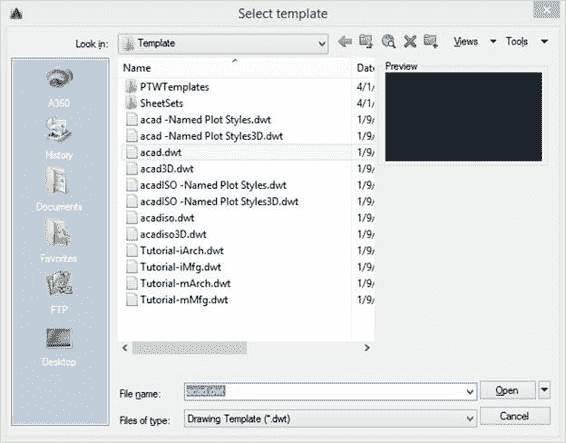 Select template
Look in: Template Views Tools
A360
History
Documents
Favorites
FTP
Desktop
Name Date
PTWTemplates 4/1/
SheetSets 4/1/
acad -Named Plot Styles.dwt 1/9/
acad -Named Plot Styles3D.dwt 1/9/
acad.dwt 1/9/
acad3D.dwt 1/9/
acadISO -Named Plot Styles.dwt 1/9/
acadISO -Named Plot Styles3D.dwt 1/9/
acadiso.dwt 1/9/
acadiso3D.dwt 1/9/
Tutorial-iArch.dwt 1/9/
Tutorial-iMfg.dwt 1/9/
Tutorial-mArch.dwt 1/9/
Tutorial-mMfg.dwt 1/9/
Preview
File name: Open
Files of type: Drawing Template (*.dwt) Cancel